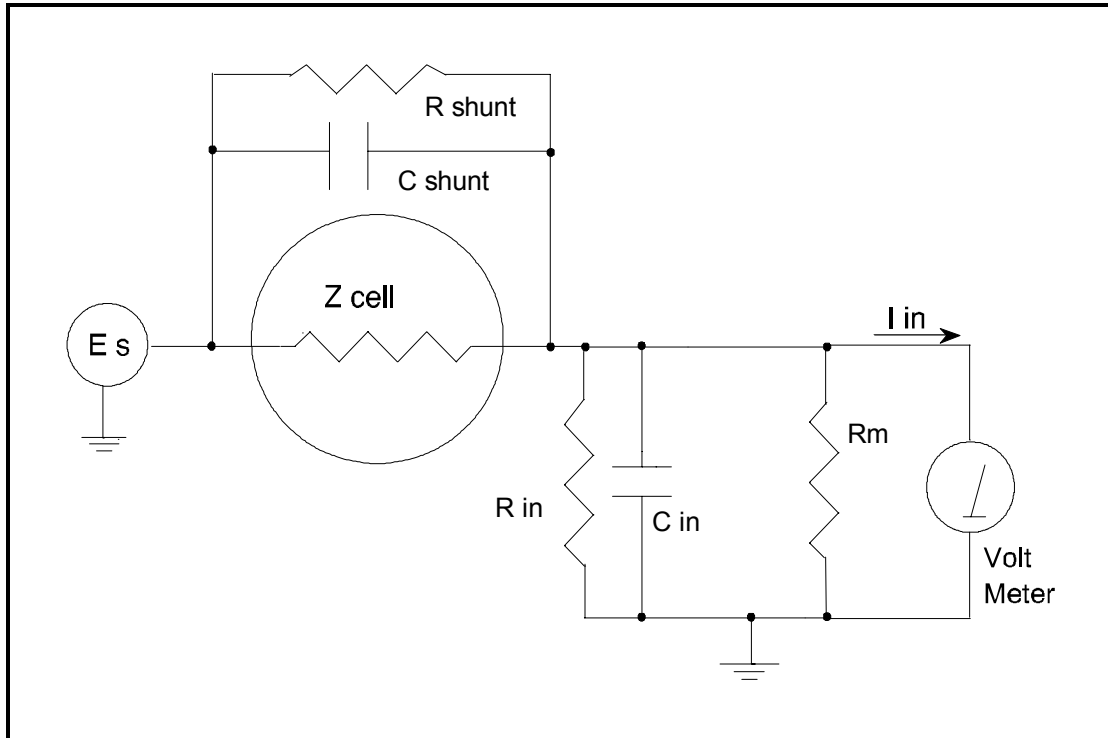 R shunt
C shunt
Z cell
E s
I in
Rm
R in
C in
Volt
Meter